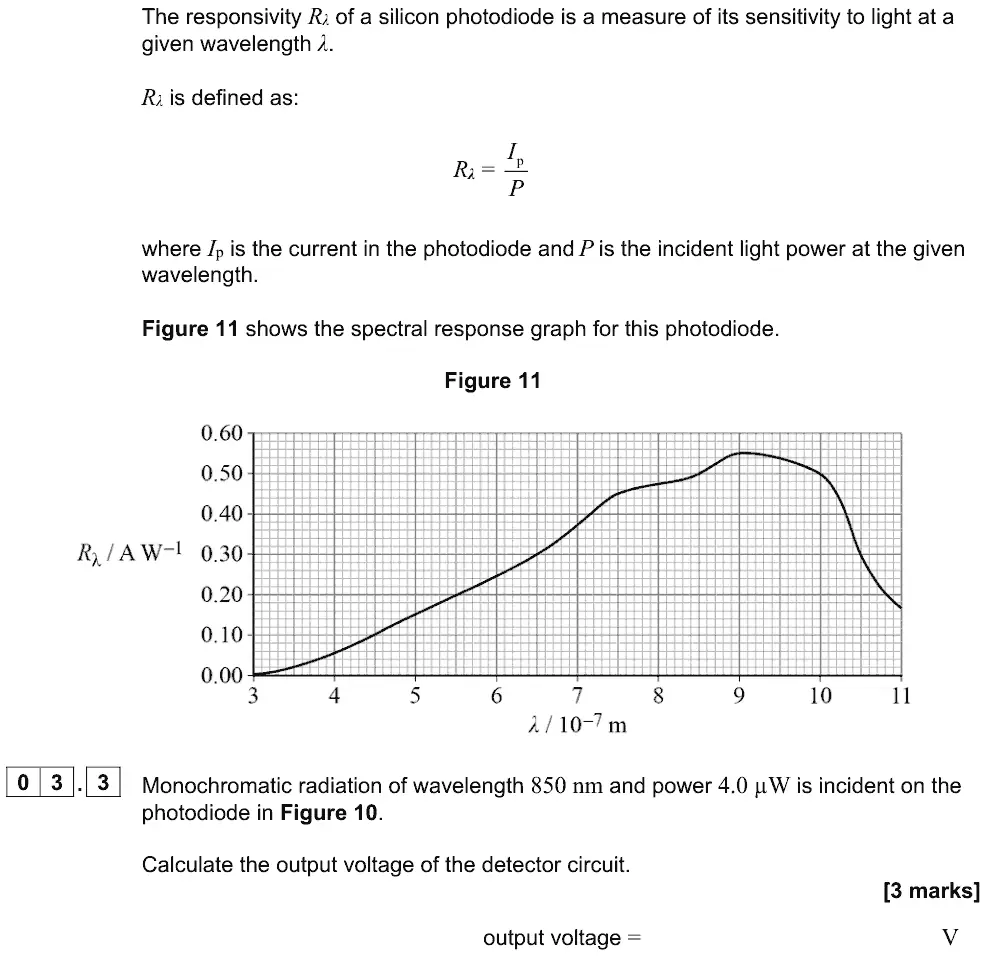 The responsivity Rλ of a silicon photodiode is a measure of its sensitivity to light at a
given wavelength λ.
Rλ is defined as:
Rλ = Ip / P
where Ip is the current in the photodiode and P is the incident light power at the given
wavelength.
Figure 11 shows the spectral response graph for this photodiode.
Figure 11
0.60
0.50
0.40
Rλ / A W−1 0.30
0.20
0.10
0.00
3 4 5 6 7 8 9 10 11
λ / 10−7 m
0 3 . 3 Monochromatic radiation of wavelength 850 nm and power 4.0 µW is incident on the
photodiode in Figure 10.
Calculate the output voltage of the detector circuit.
[3 marks]
output voltage = V